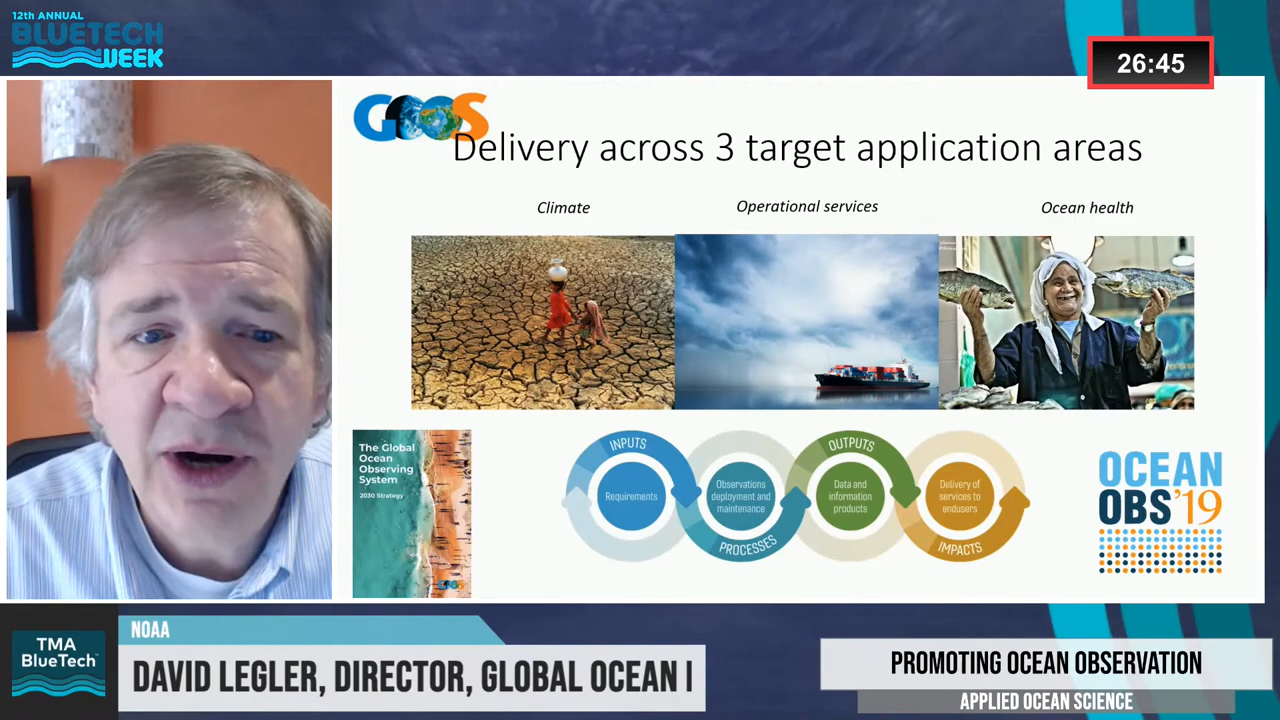 12th ANNUAL
BLUETECH
WEEK
26:45
GOOS
Delivery across 3 target application areas
Climate
Operational services
Ocean health
The Global
Ocean
Observing
System
2030 Strategy
GOOS
INPUTS
Requirements
Observations
deployment and
maintenance
PROCESSES
OUTPUTS
Data and
information
products
Delivery of
services to
endusers
IMPACTS
OCEAN
OBS'19
TMA
BlueTech™
NOAA
DAVID LEGLER, DIRECTOR, GLOBAL OCEAN I
PROMOTING OCEAN OBSERVATION
APPLIED OCEAN SCIENCE